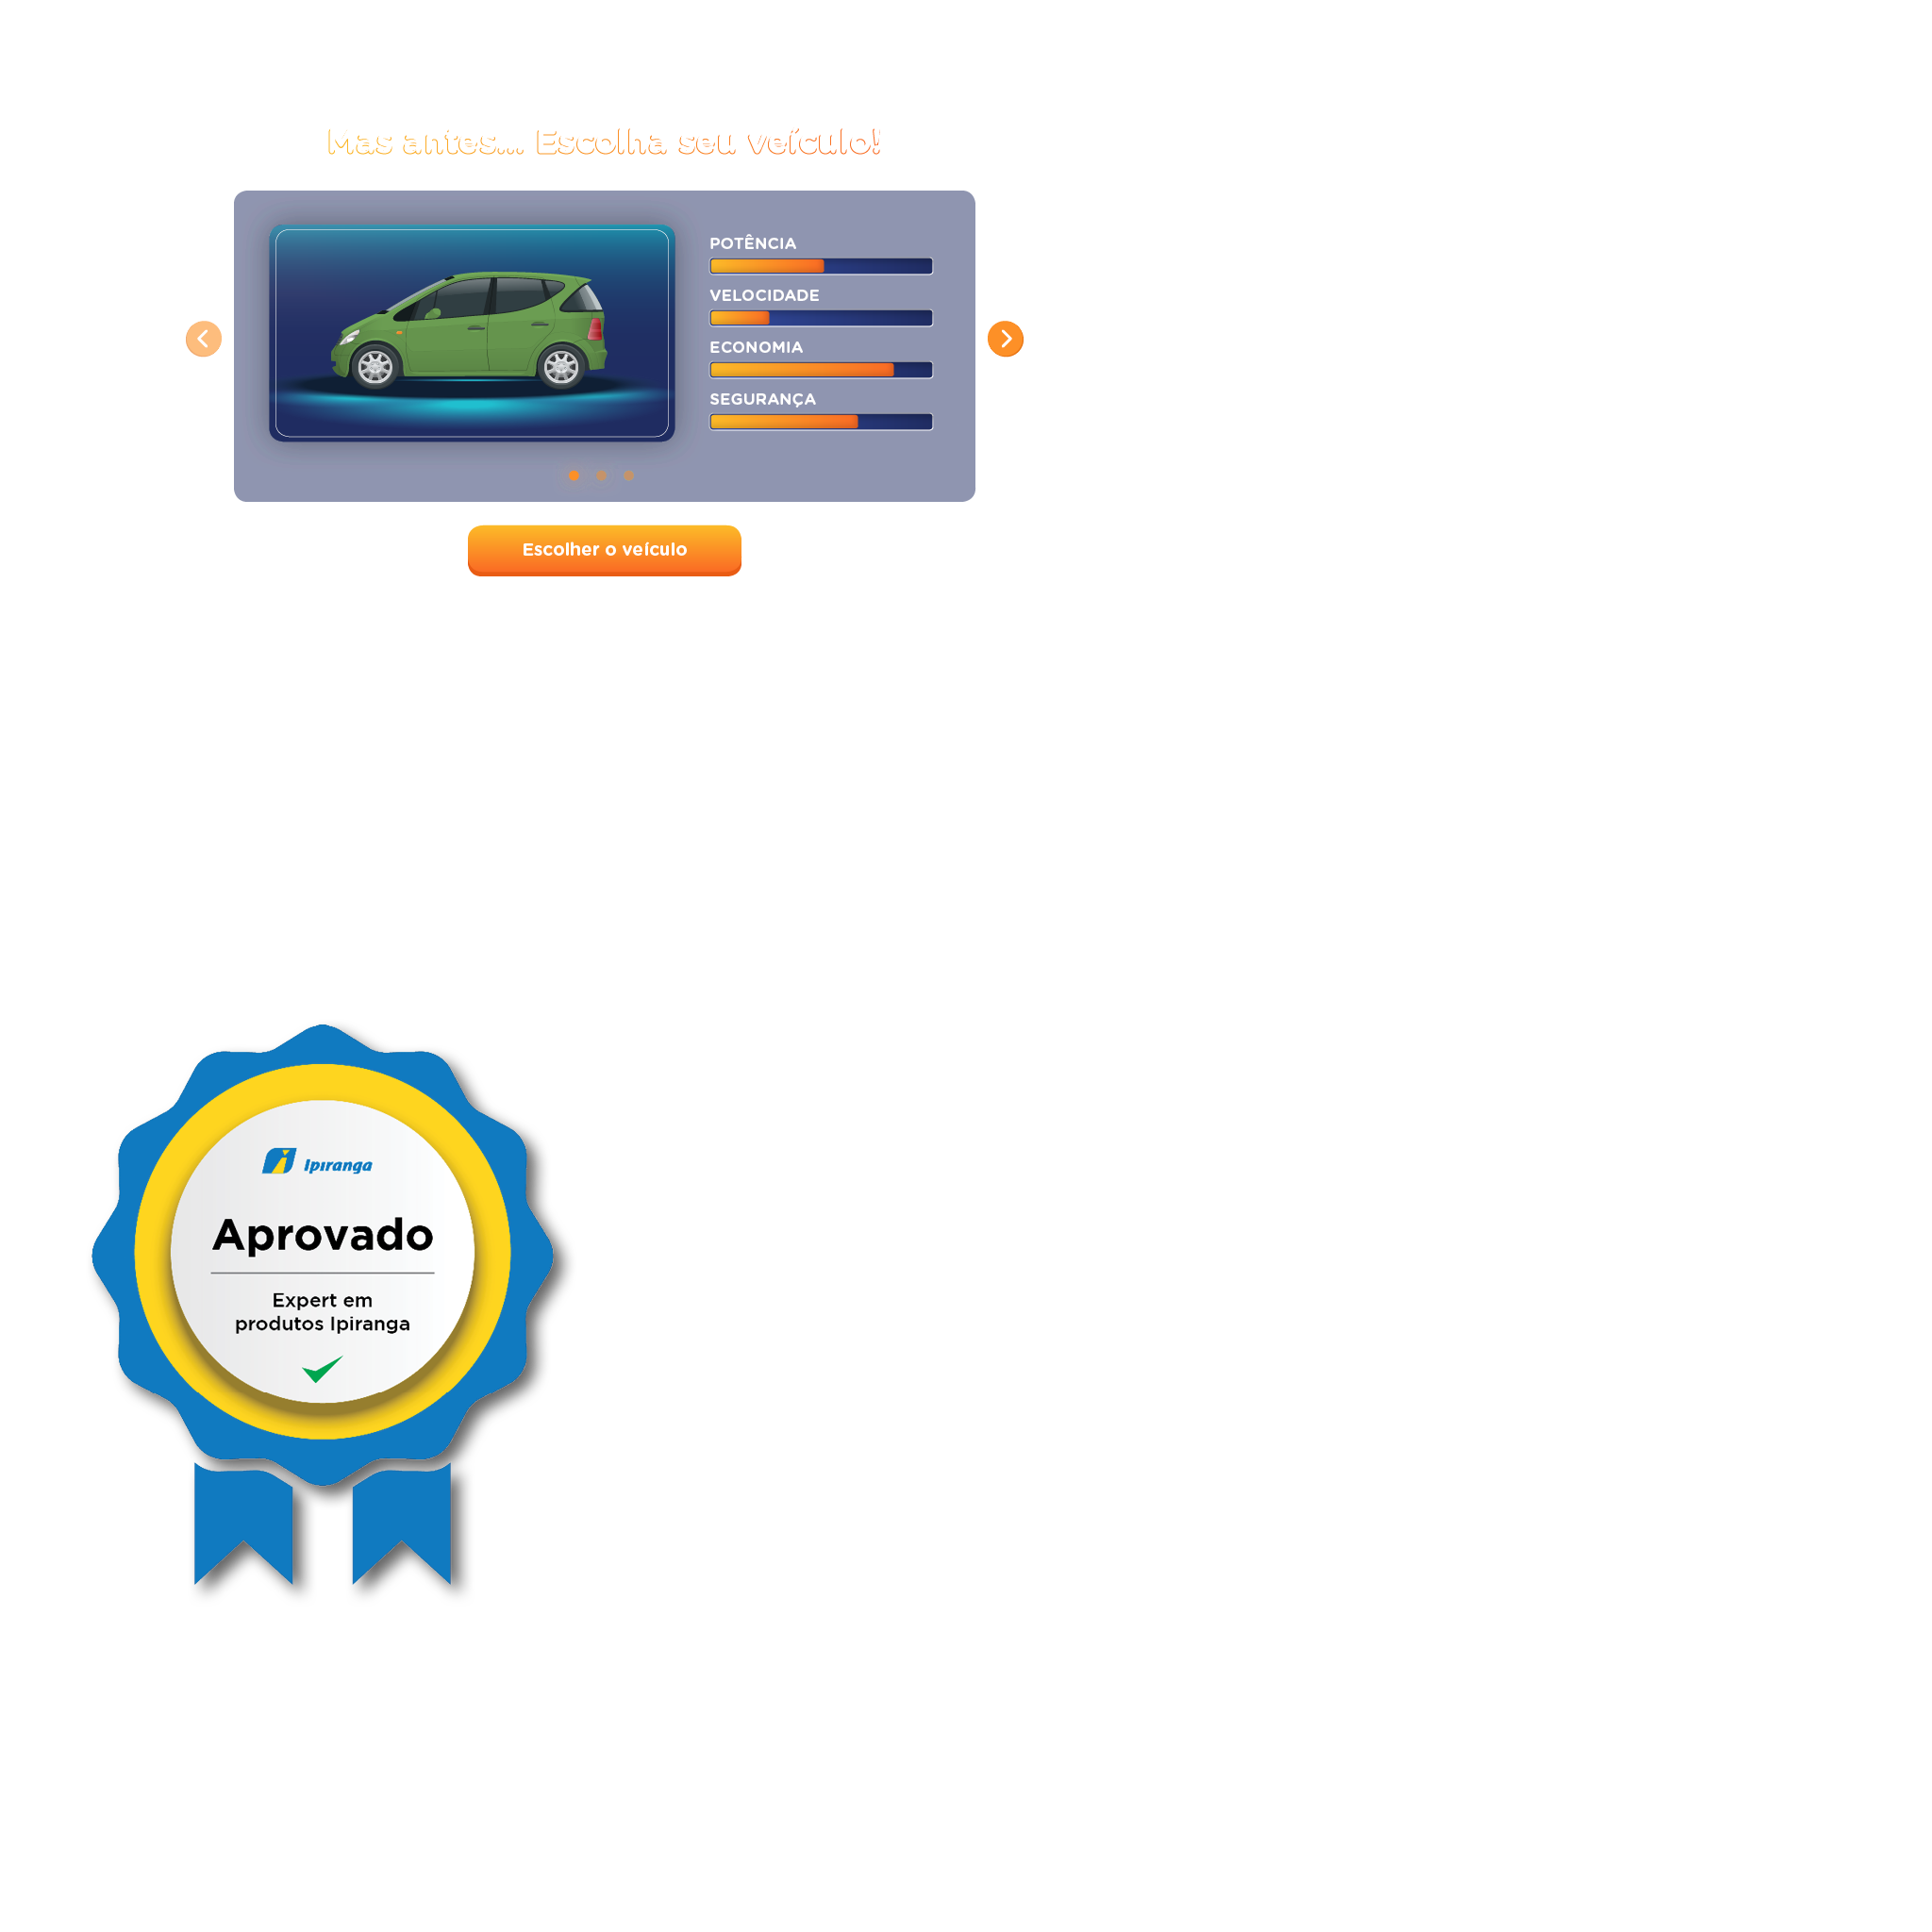 Mas antes... Escolha seu veículo!
POTÊNCIA
VELOCIDADE
ECONOMIA
SEGURANÇA
Escolher o veículo
Ipiranga
Aprovado
Expert em
produtos Ipiranga